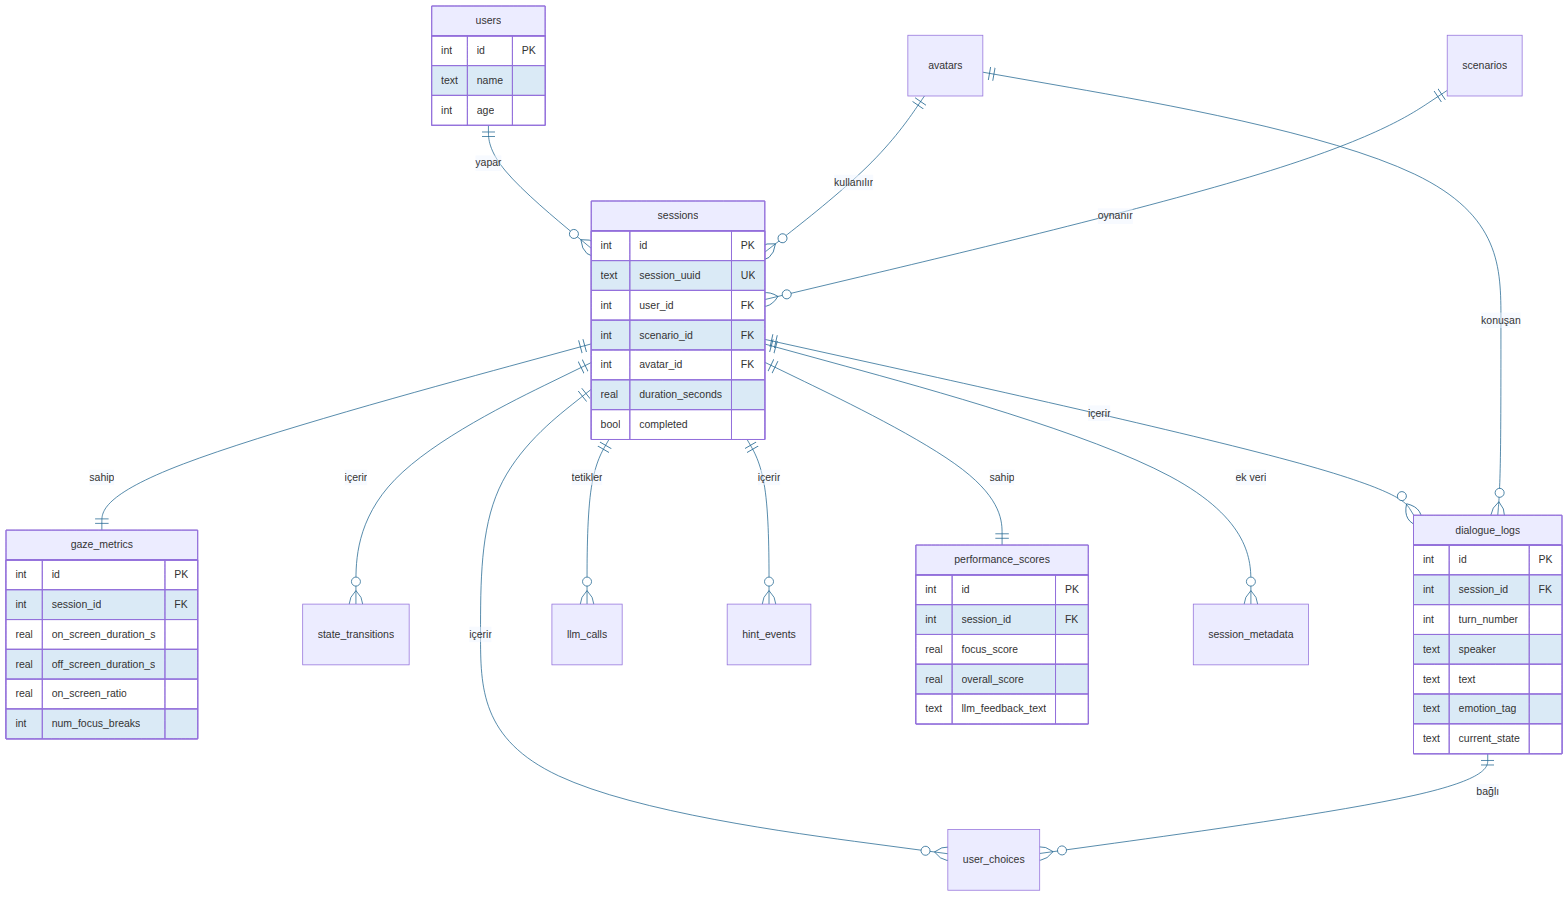 users
int id PK
text name
int age
avatars
scenarios
yapar
kullanılır
oynanır
sessions
int id PK
text session_uuid UK
int user_id FK
int scenario_id FK
int avatar_id FK
real duration_seconds
bool completed
konuşan
içerir
sahip
içerir
tetikler
içerir
sahip
ek veri
gaze_metrics
int id PK
int session_id FK
real on_screen_duration_s
real off_screen_duration_s
real on_screen_ratio
int num_focus_breaks
state_transitions
içerir
llm_calls
hint_events
performance_scores
int id PK
int session_id FK
real focus_score
real overall_score
text llm_feedback_text
session_metadata
dialogue_logs
int id PK
int session_id FK
int turn_number
text speaker
text text
text emotion_tag
text current_state
bağlı
user_choices